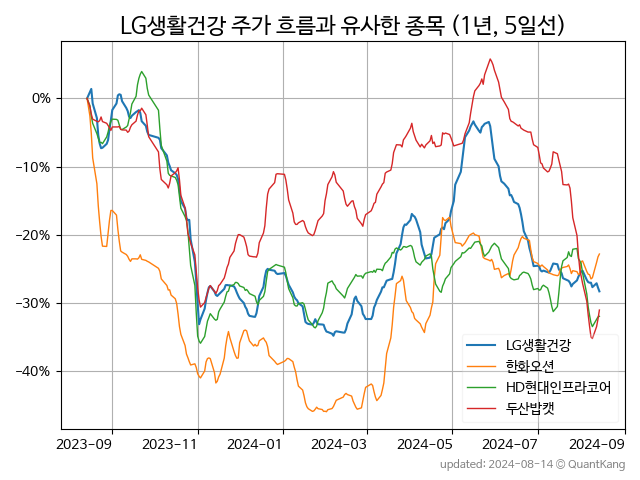 LG생활건강 주가 흐름과 유사한 종목 (1년, 5일선)
0%
−10%
−20%
−30%
−40%
LG생활건강
한화오션
HD현대인프라코어
두산밥캣
2023-09 2023-11 2024-01 2024-03 2024-05 2024-07 2024-09
updated: 2024-08-14 © QuantKang